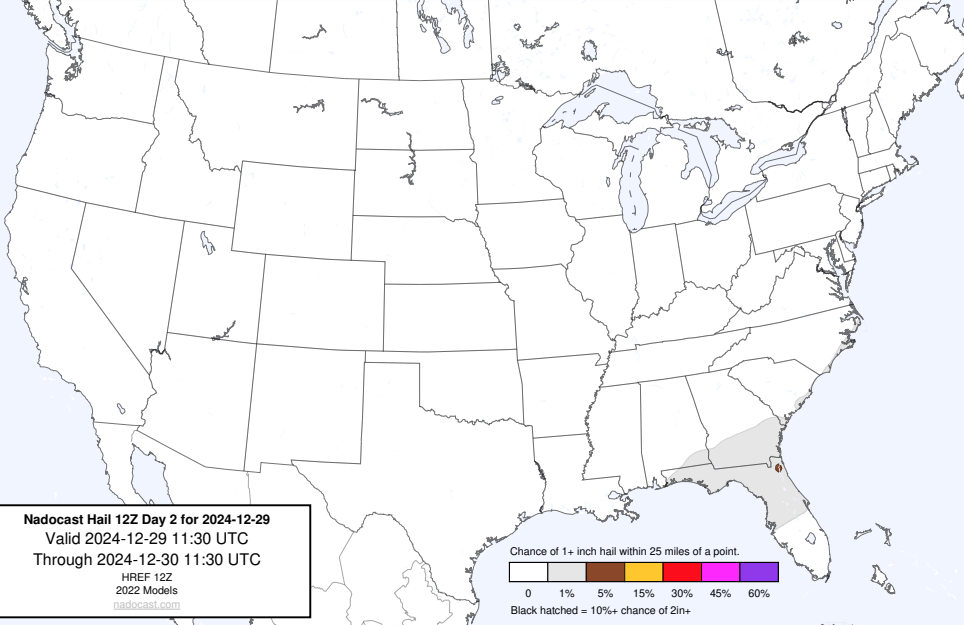 Nadocast Hail 12Z Day 2 for 2024-12-29
Valid 2024-12-29 11:30 UTC
Through 2024-12-30 11:30 UTC
HREF 12Z
2022 Models
nadocast.com
Chance of 1+ inch hail within 25 miles of a point.
0 1% 5% 15% 30% 45% 60%
Black hatched = 10%+ chance of 2in+